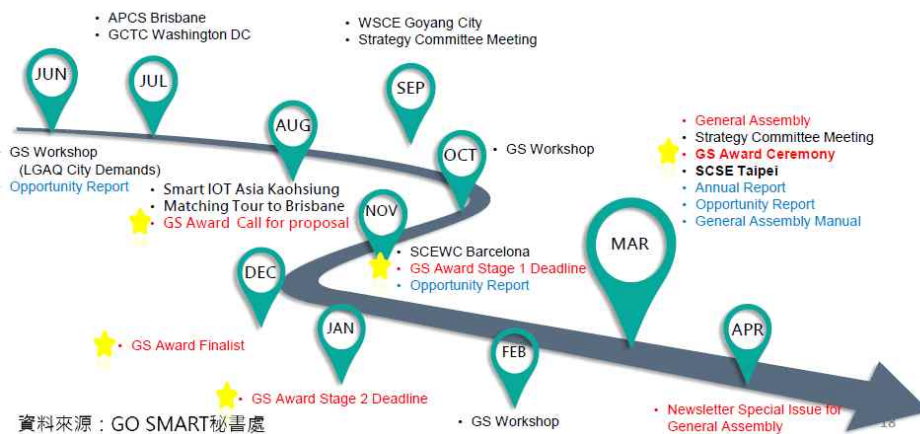 • APCS Brisbane
• GCTC Washington DC
• WSCE Goyang City
• Strategy Committee Meeting
JUN
JUL
AUG
SEP
OCT
• GS Workshop
(LGAQ City Demands)
Opportunity Report
• Smart IOT Asia Kaohsiung
• Matching Tour to Brisbane
• GS Award Call for proposal
• GS Workshop
• General Assembly
• Strategy Committee Meeting
• GS Award Ceremony
• SCSE Taipei
• Annual Report
• Opportunity Report
• General Assembly Manual
NOV
• SCEWC Barcelona
• GS Award Stage 1 Deadline
• Opportunity Report
MAR
DEC
JAN
FEB
APR
• GS Award Finalist
• GS Award Stage 2 Deadline
• GS Workshop
• Newsletter Special Issue for
General Assembly
資料來源：GO SMART秘書處
18